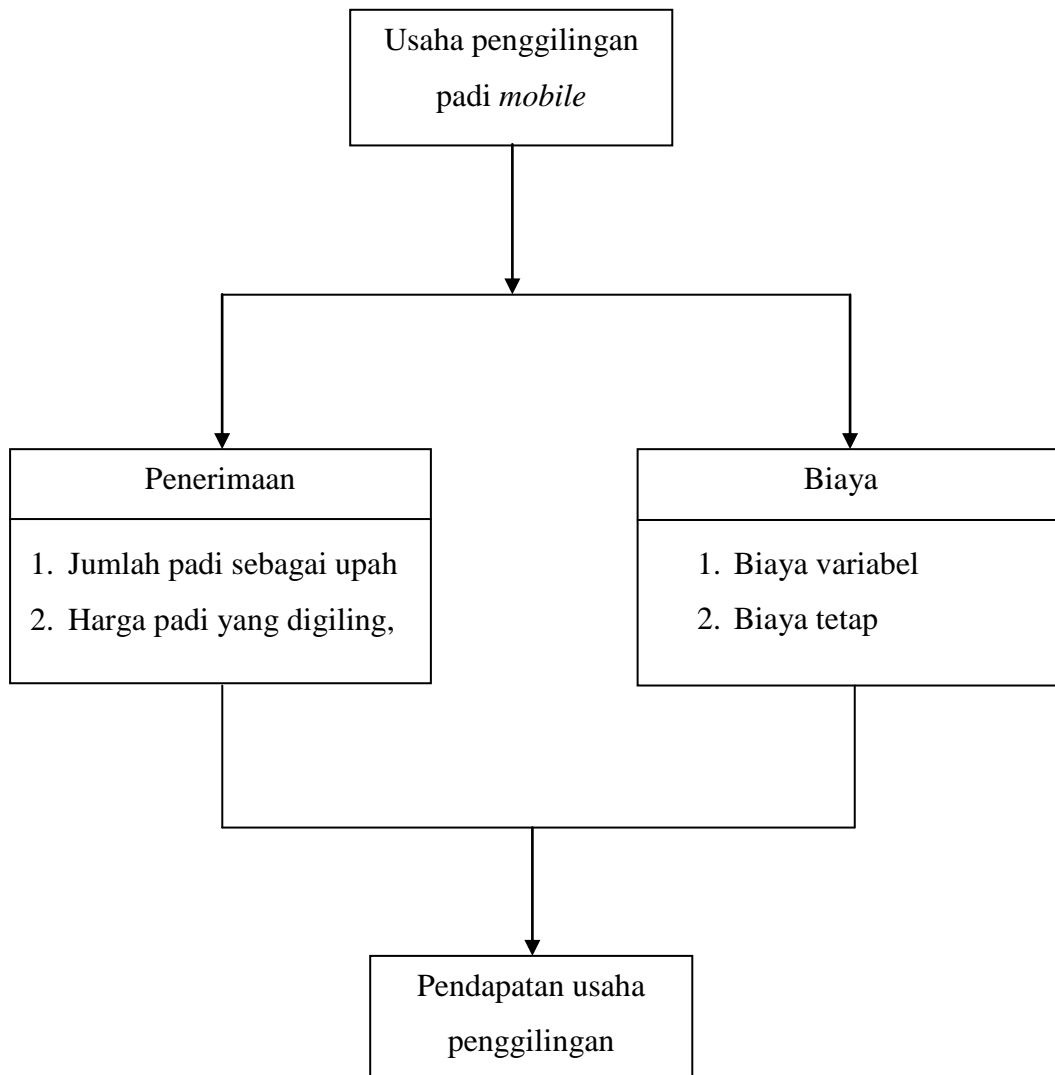 Usaha penggilingan
padi mobile
Penerimaan
1. Jumlah padi sebagai upah
2. Harga padi yang digiling,
Biaya
1. Biaya variabel
2. Biaya tetap
Pendapatan usaha
penggilingan